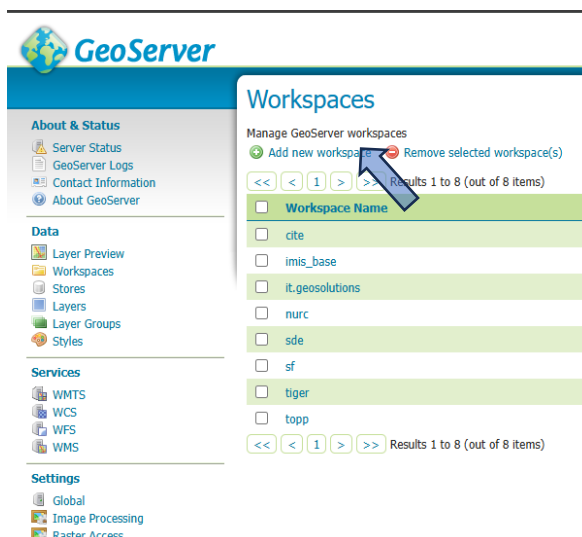 GeoServer
Workspaces
Manage GeoServer workspaces
Add new workspace Remove selected workspace(s)
<< < 1 > >> Results 1 to 8 (out of 8 items)
Workspace Name
cite
imis_base
it.geosolutions
nurc
sde
sf
tiger
topp
<< < 1 > >> Results 1 to 8 (out of 8 items)
About & Status
Server Status
GeoServer Logs
Contact Information
About GeoServer
Data
Layer Preview
Workspaces
Stores
Layers
Layer Groups
Styles
Services
WMTS
WCS
WFS
WMS
Settings
Global
Image Processing
Raster Access